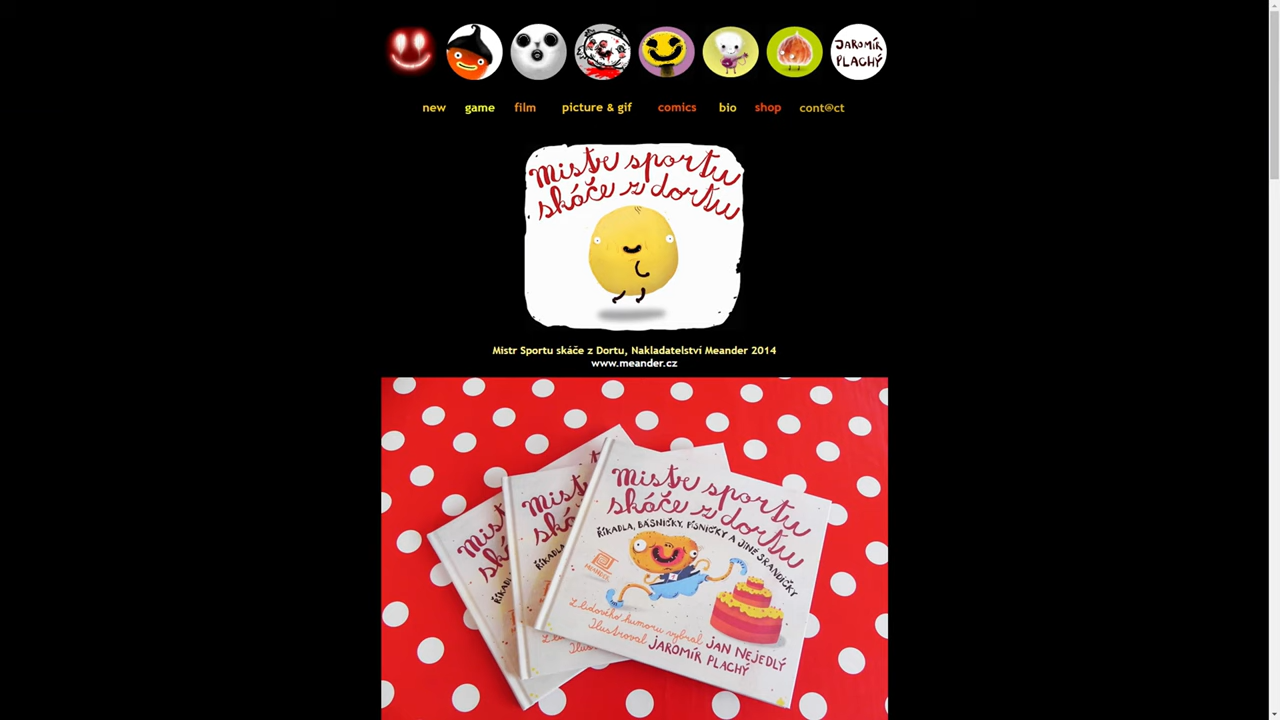 JAROMÍR
PLACHÝ
new game film picture & gif comics bio shop cont@ct
mistr sportu
skáče z dortu
Mistr Sportu skáče z Dortu, Nakladatelství Meander 2014
www.meander.cz
mistr sportu
skáče z dortu
ŘÍKADLA, BÁSNIČKY, PÍSNIČKY A JINÉ SRANDIČKY
MEANDER
Z lidového humoru vybral JAN NEJEDLÝ
Ilustroval JAROMÍR PLACHÝ